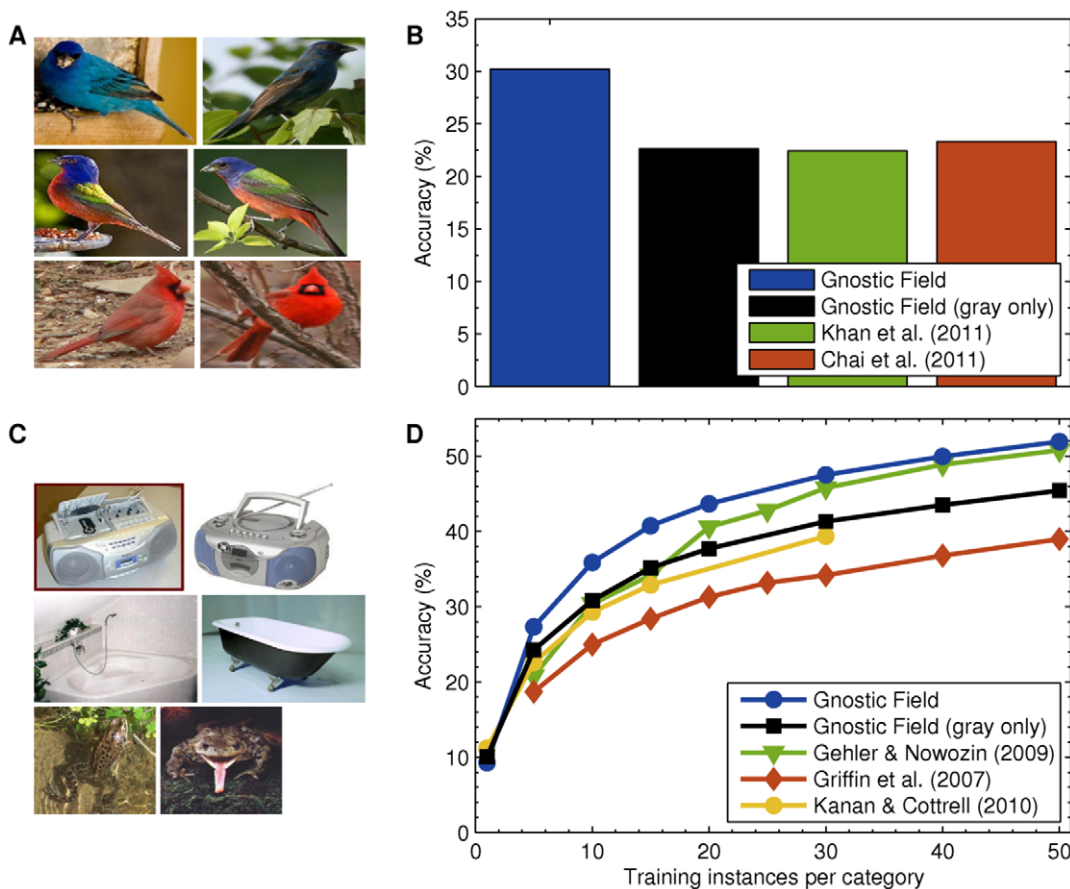 A
B
35
30
25
20
15
10
5
0
Accuracy (%)
Gnostic Field
Gnostic Field (gray only)
Khan et al. (2011)
Chai et al. (2011)
C
D
50
40
30
20
10
0
Accuracy (%)
Gnostic Field
Gnostic Field (gray only)
Gehler & Nowozin (2009)
Griffin et al. (2007)
Kanan & Cottrell (2010)
0 10 20 30 40 50
Training instances per category